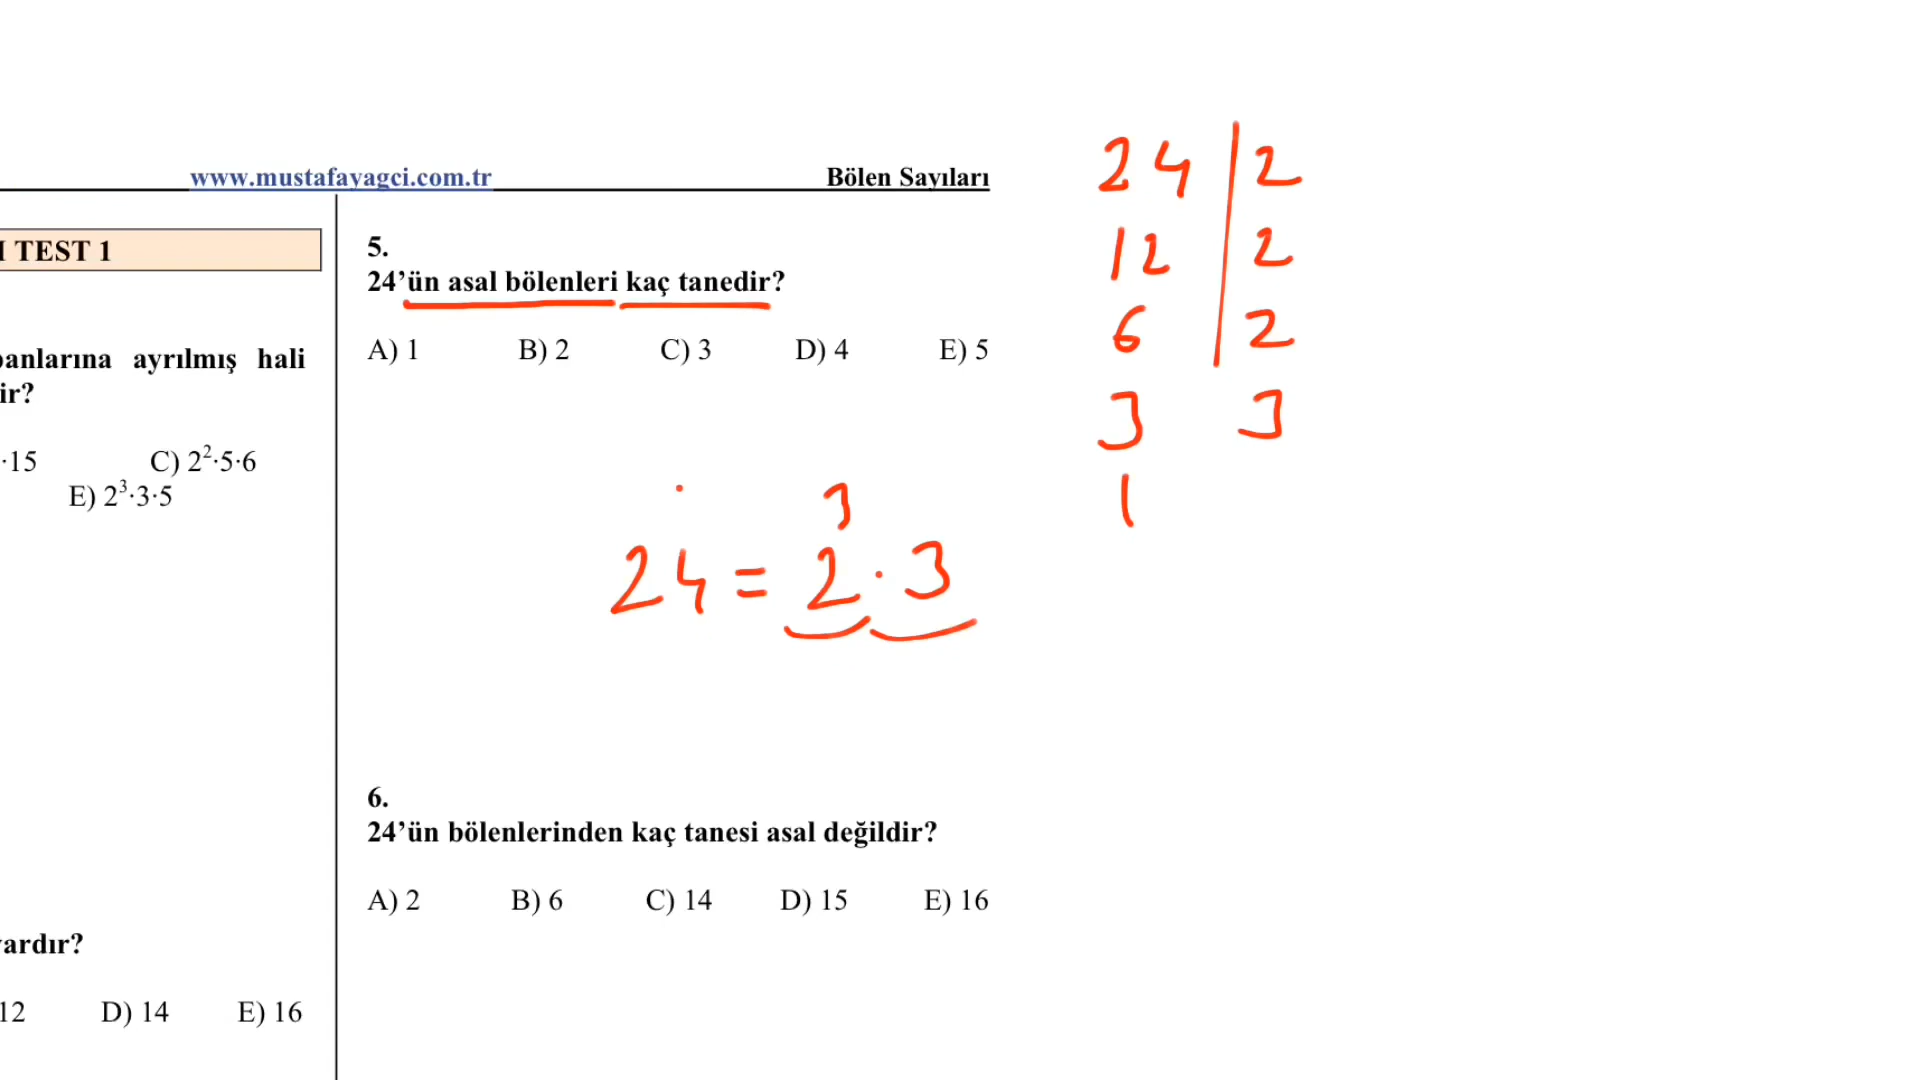 www.mustafayagci.com.tr Bölen Sayıları
TEST 1
ayrılmış hali
ir?
·15 C) 2²·5·6
E) 2³·3·5
ardır?
12 D) 14 E) 16
5.
24’ün asal bölenleri kaç tanedir?
A) 1 B) 2 C) 3 D) 4 E) 5
24 = 2³ · 3
6.
24’ün bölenlerinden kaç tanesi asal değildir?
A) 2 B) 6 C) 14 D) 15 E) 16
24 | 2
12 | 2
6 | 2
3 3
1